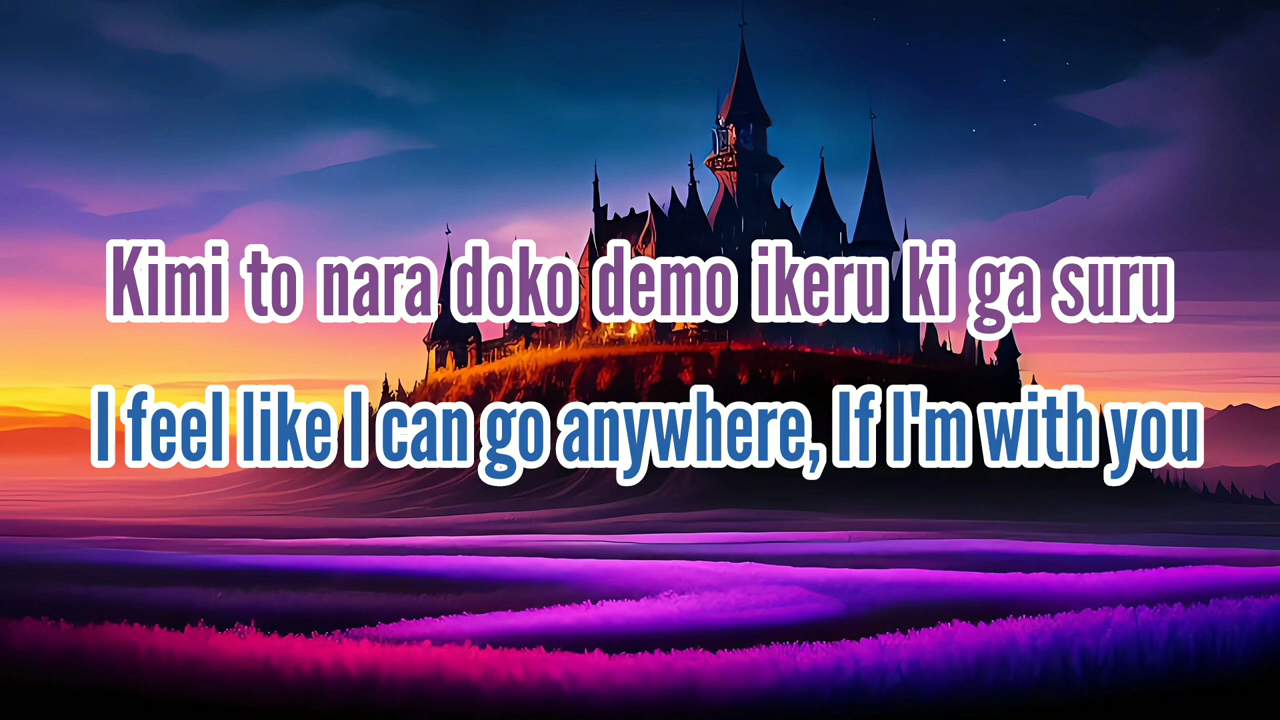 Kimi to nara doko demo ikeru ki ga suru
I feel like I can go anywhere, If I'm with you